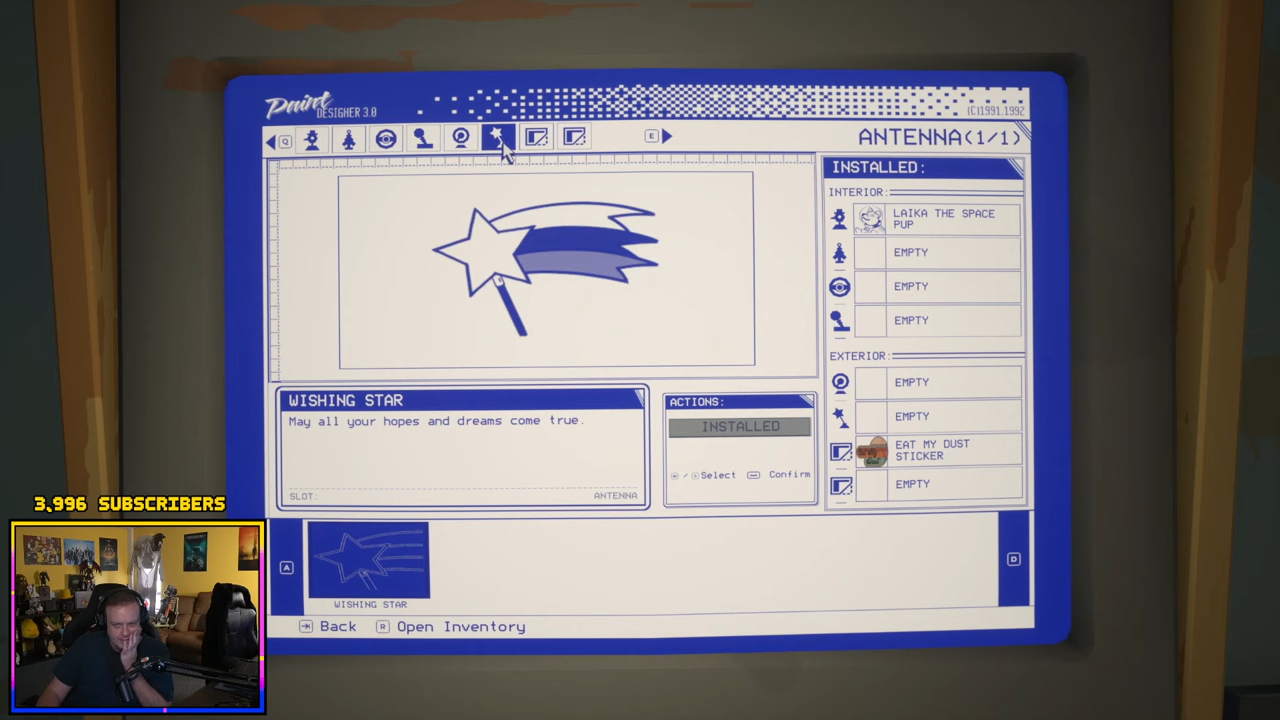 Paint
DESIGNER 3.0
(C)1991.1992
Q
E
ANTENNA(1/1)
INSTALLED:
INTERIOR:
LAIKA THE SPACE
PUP
EMPTY
EMPTY
EMPTY
EXTERIOR:
EMPTY
EMPTY
EAT MY DUST
STICKER
EMPTY
WISHING STAR
May all your hopes and dreams come true.
SLOT:
ANTENNA
ACTIONS:
INSTALLED
Select
Confirm
A
D
WISHING STAR
Back
R
Open Inventory
3,996 SUBSCRIBERS